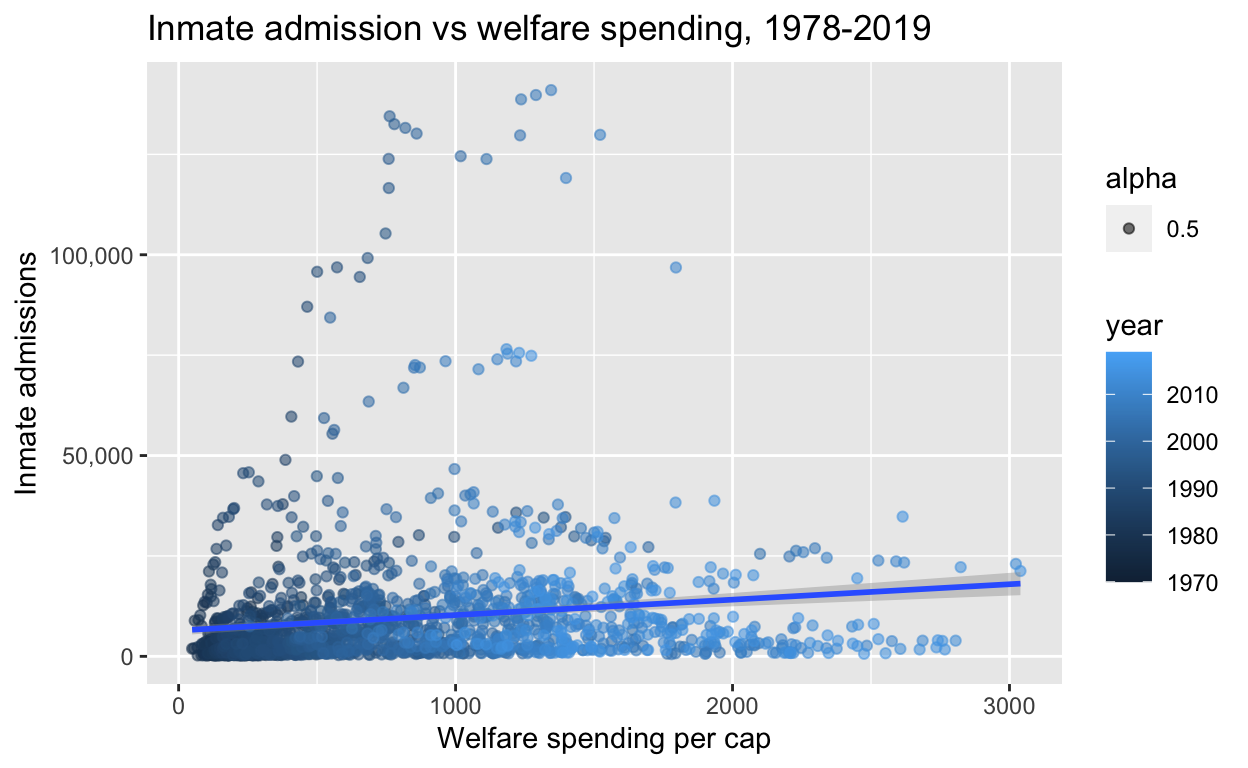 Inmate admission vs welfare spending, 1978-2019
100,000
50,000
0
Inmate admissions
0 1000 2000 3000
Welfare spending per cap
alpha
0.5
year
2010
2000
1990
1980
1970